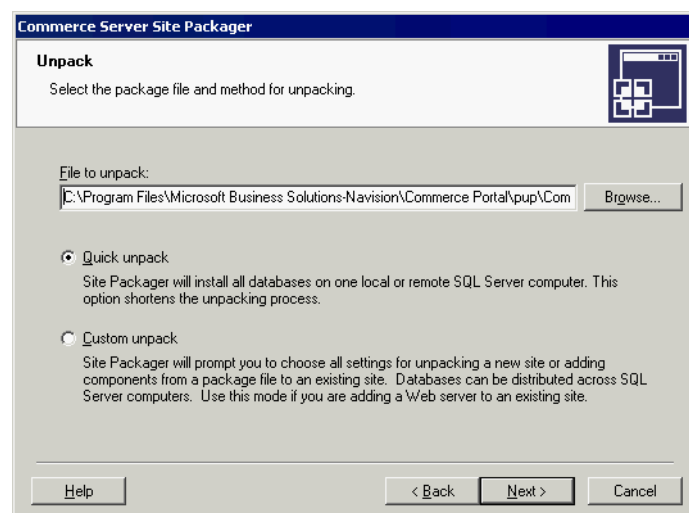 Commerce Server Site Packager
Unpack
Select the package file and method for unpacking.
File to unpack:
C:\Program Files\Microsoft Business Solutions-Navision\Commerce Portal\pup\Com
Browse...
Quick unpack
Site Packager will install all databases on one local or remote SQL Server computer. This
option shortens the unpacking process.
Custom unpack
Site Packager will prompt you to choose all settings for unpacking a new site or adding
components from a package file to an existing site. Databases can be distributed across SQL
Server computers. Use this mode if you are adding a Web server to an existing site.
Help
< Back
Next >
Cancel